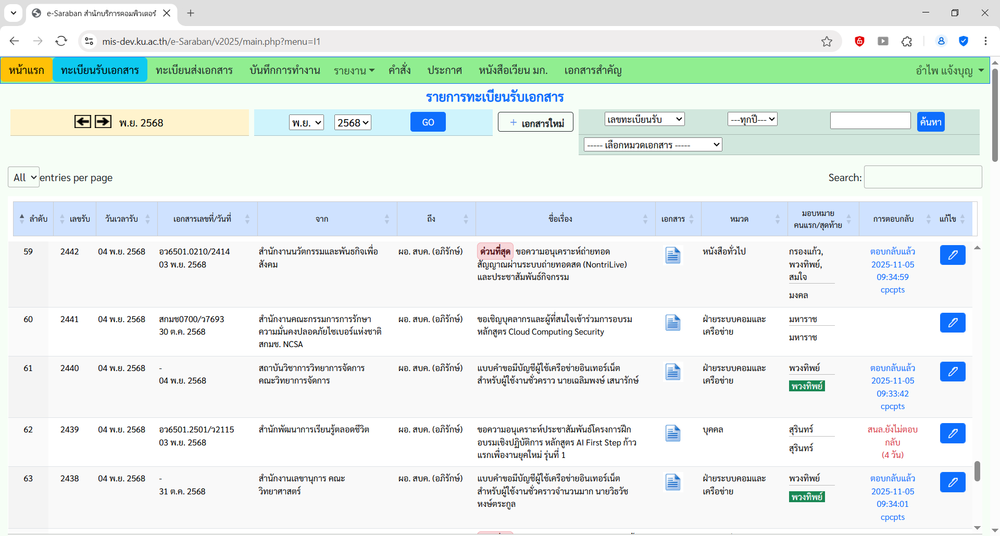 e-Saraban สำนักบริการคอมพิวเตอร์
mis-dev.ku.ac.th/e-Saraban/v2025/main.php?menu=I1
หน้าแรก ทะเบียนรับเอกสาร ทะเบียนส่งเอกสาร บันทึกการทำงาน รายงาน คำสั่ง ประกาศ หนังสือเวียน มก. เอกสารสำคัญ อำไพ แจ้งบุญ
รายการทะเบียนรับเอกสาร
พ.ย. 2568 พ.ย. 2568 GO + เอกสารใหม่ เลขทะเบียนรับ ---ทุกปี--- ค้นหา
----- เลือกหมวดเอกสาร -----
All entries per page Search:
ลำดับ เลขรับ วันเวลารับ เอกสารเลขที่/วันที่ จาก ถึง ชื่อเรื่อง เอกสาร หมวด มอบหมาย การตอบกลับ แก้ไข
คนแรก/สุดท้าย
59 2442 04 พ.ย. 2568 อว6501.0210/2414 สำนักงานนวัตกรรมและพันธกิจเพื่อ ผอ. สบค. (อภิรักษ์) ด่วนที่สุด ขอความอนุเคราะห์ถ่ายทอด หนังสือทั่วไป กรองแก้ว, ตอบกลับแล้ว
03 พ.ย. 2568 สังคม สัญญาณผ่านระบบถ่ายทอดสด (NontriLive) พวงทิพย์, 2025-11-05
และประชาสัมพันธ์กิจกรรม สมใจ 09:34:59
มงคล cpcpts
60 2441 04 พ.ย. 2568 สกมช0700/ว7693 สำนักงานคณะกรรมการการรักษา ผอ. สบค. (อภิรักษ์) ขอเชิญบุคลากรและผู้ที่สนใจเข้าร่วมการอบรม ฝ่ายระบบคอมและ มหาราช
30 ต.ค. 2568 ความมั่นคงปลอดภัยไซเบอร์แห่งชาติ หลักสูตร Cloud Computing Security เครือข่าย มหาราช
สกมช. NCSA
61 2440 04 พ.ย. 2568 - สถาบันวิชาการวิทยาการจัดการ ผอ. สบค. (อภิรักษ์) แบบคำขอมีบัญชีผู้ใช้เครือข่ายอินเทอร์เน็ต ฝ่ายระบบคอมและ พวงทิพย์ ตอบกลับแล้ว
04 พ.ย. 2568 คณะวิทยาการจัดการ สำหรับผู้ใช้งานชั่วคราว นายเฉลิมพงษ์ เสนารักษ์ เครือข่าย พวงทิพย์ 2025-11-05
09:33:42
cpcpts
62 2439 04 พ.ย. 2568 อว6501.2501/ว2115 สำนักพัฒนาการเรียนรู้ตลอดชีวิต ผอ. สบค. (อภิรักษ์) ขอความอนุเคราะห์ประชาสัมพันธ์โครงการฝึก บุคคล สุรินทร์ สนล.ยังไม่ตอบ
03 พ.ย. 2568 อบรมเชิงปฏิบัติการ หลักสูตร AI First Step ก้าว สุรินทร์ กลับ
แรกเพื่องานยุคใหม่ รุ่นที่ 1 (4 วัน)
63 2438 04 พ.ย. 2568 - สำนักงานเลขานุการ คณะ ผอ. สบค. (อภิรักษ์) แบบคำขอมีบัญชีผู้ใช้เครือข่ายอินเทอร์เน็ต ฝ่ายระบบคอมและ พวงทิพย์ ตอบกลับแล้ว
31 ต.ค. 2568 วิทยาศาสตร์ สำหรับผู้ใช้งานชั่วคราวจำนวนมาก นายวิธวัช เครือข่าย พวงทิพย์ 2025-11-05
หงษ์ตระกูล 09:34:01
cpcpts